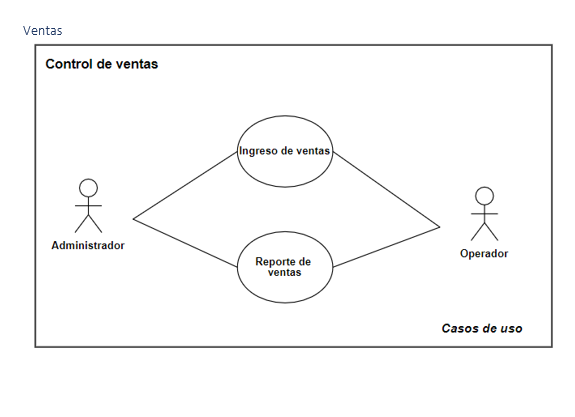 Ventas
Control de ventas
Ingreso de ventas
Administrador
Reporte de
ventas
Operador
Casos de uso